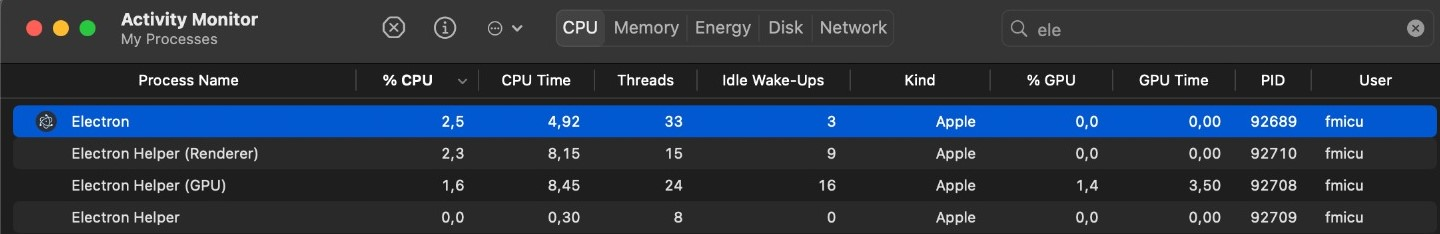 Activity Monitor
My Processes
CPU Memory Energy Disk Network
ele
Process Name % CPU CPU Time Threads Idle Wake-Ups Kind % GPU GPU Time PID User
Electron 2,5 4,92 33 3 Apple 0,0 0,00 92689 fmicu
Electron Helper (Renderer) 2,3 8,15 15 9 Apple 0,0 0,00 92710 fmicu
Electron Helper (GPU) 1,6 8,45 24 16 Apple 1,4 3,50 92708 fmicu
Electron Helper 0,0 0,30 8 0 Apple 0,0 0,00 92709 fmicu